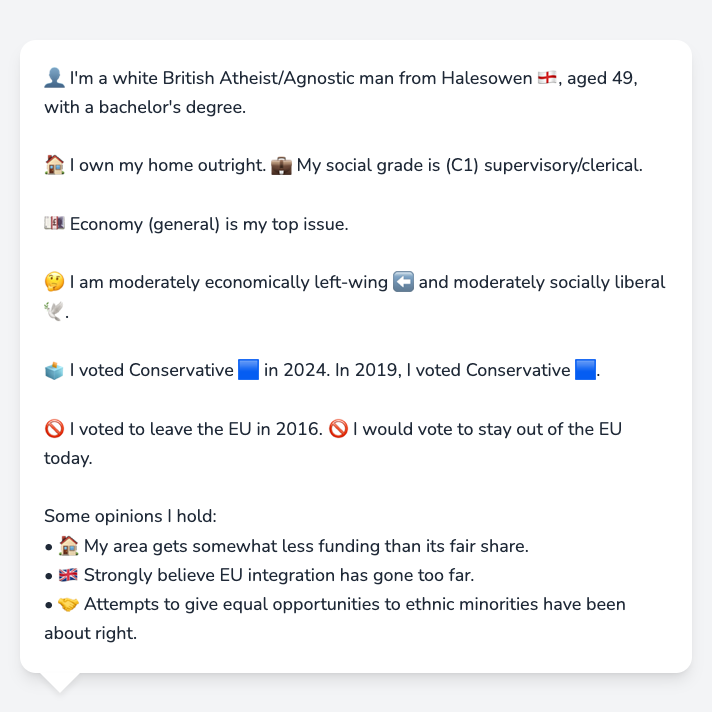 👤 I'm a white British Atheist/Agnostic man from Halesowen 🏴󠁧󠁢󠁥󠁮󠁧󠁿, aged 49,
with a bachelor's degree.
🏠 I own my home outright. 💼 My social grade is (C1) supervisory/clerical.
💷 Economy (general) is my top issue.
🤔 I am moderately economically left-wing ⬅️ and moderately socially liberal
🕊️.
🗳️ I voted Conservative 🟦 in 2024. In 2019, I voted Conservative 🟦.
🚫 I voted to leave the EU in 2016. 🚫 I would vote to stay out of the EU
today.
Some opinions I hold:
• 🏠 My area gets somewhat less funding than its fair share.
• 🇬🇧 Strongly believe EU integration has gone too far.
• 🤝 Attempts to give equal opportunities to ethnic minorities have been
about right.